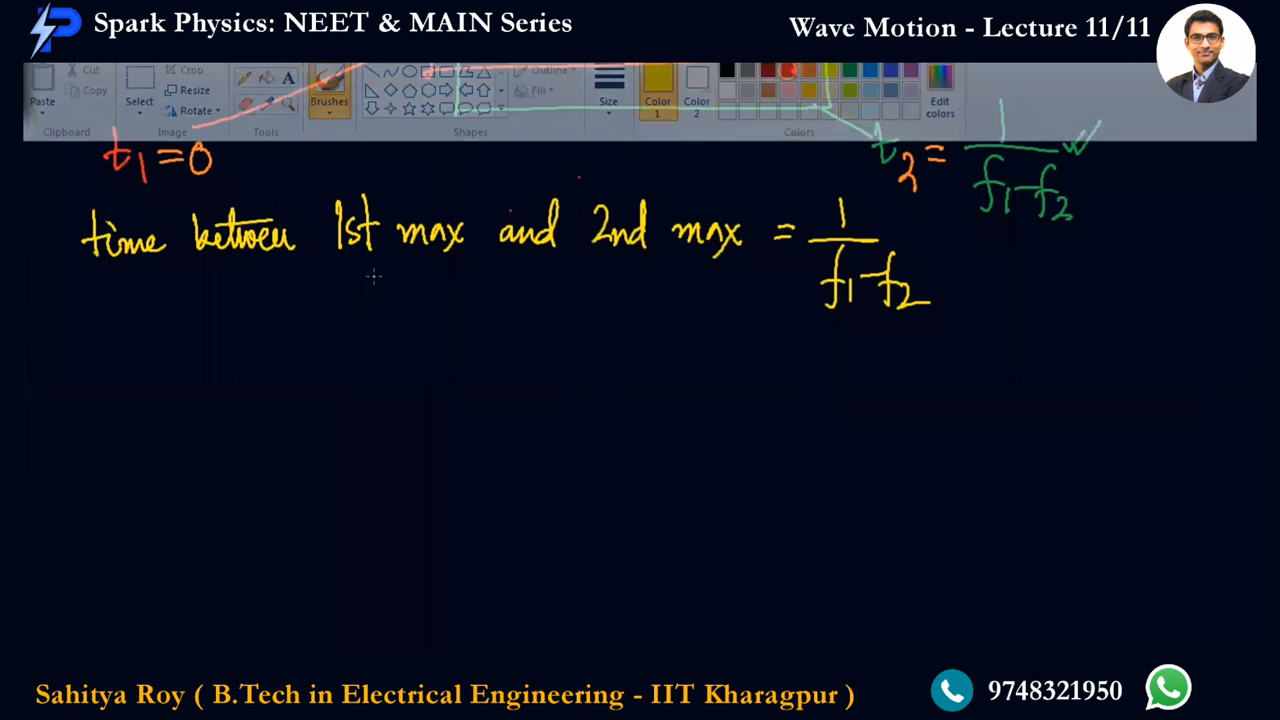 Spark Physics: NEET & MAIN Series
Wave Motion - Lecture 11/11
Cut
Crop
Outline
Paste
Copy
Select
Resize
Rotate
A
Brushes
Fill
Size
Color 1
Color 2
Edit colors
Clipboard
Image
Tools
Shapes
Colors
t1 = 0
t2 = 1/(f1-f2)
time between 1st max and 2nd max = 1/(f1-f2)
Sahitya Roy ( B.Tech in Electrical Engineering - IIT Kharagpur )
9748321950